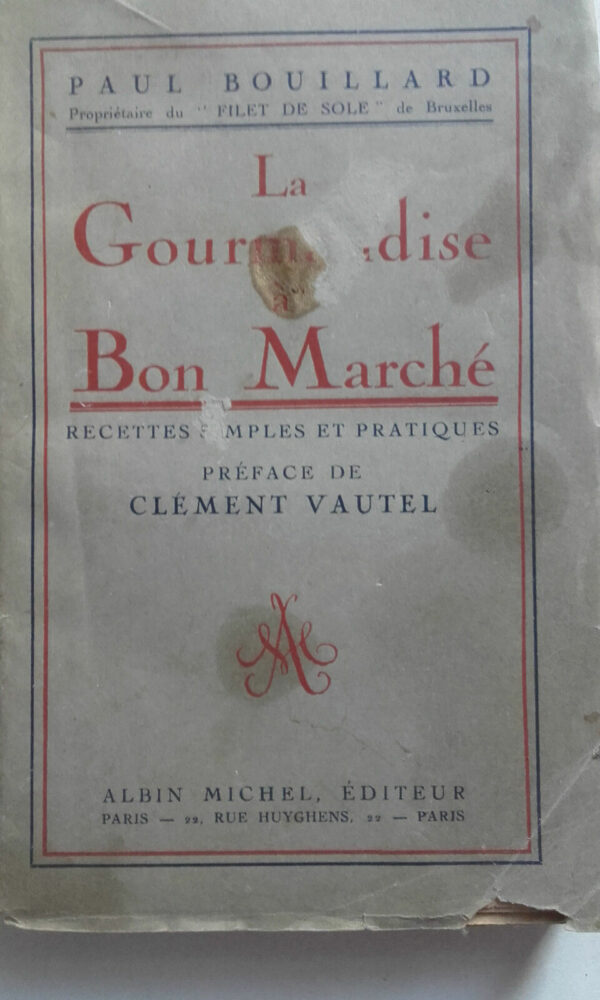 PAUL BOUILLARD
Propriétaire du "FILET DE SOLE" de Bruxelles
La
à
Bon Marché
RECETTES ET PRATIQUES
PRÉFACE DE
CLÉMENT VAUTEL
AM
ALBIN MICHEL, ÉDITEUR
PARIS — 22, RUE HUYGHENS, 22 — PARIS